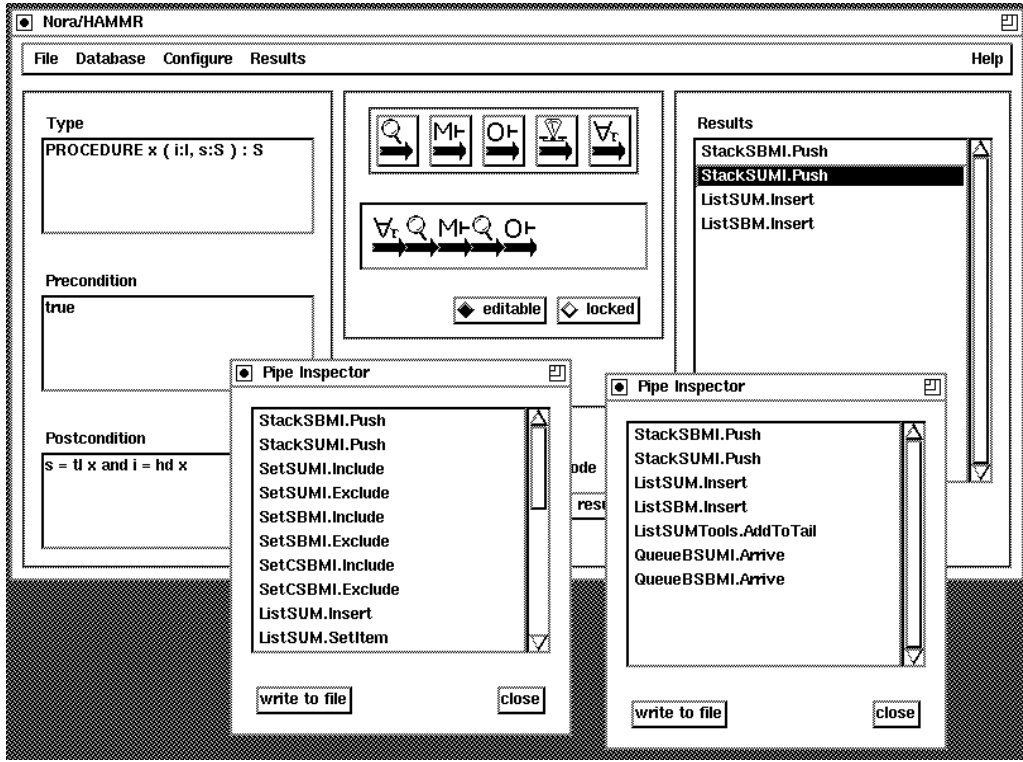 Nora/HAMMR
File Database Configure Results Help
Type
PROCEDURE x ( i:I, s:S ) : S
Precondition
true
Postcondition
s = tl x and i = hd x
M⊢ O⊢ ∀τ
∀τ M⊢ O⊢
editable locked
ode
resu
Results
StackSBMI.Push
StackSUMI.Push
ListSUM.Insert
ListSBM.Insert
Pipe Inspector
StackSBMI.Push
StackSUMI.Push
SetSUMI.Include
SetSUMI.Exclude
SetSBMI.Include
SetSBMI.Exclude
SetCSBMI.Include
SetCSBMI.Exclude
ListSUM.Insert
ListSUM.SetItem
write to file close
Pipe Inspector
StackSBMI.Push
StackSUMI.Push
ListSUM.Insert
ListSBM.Insert
ListSUMTools.AddToTail
QueueBSUMI.Arrive
QueueBSBMI.Arrive
write to file close